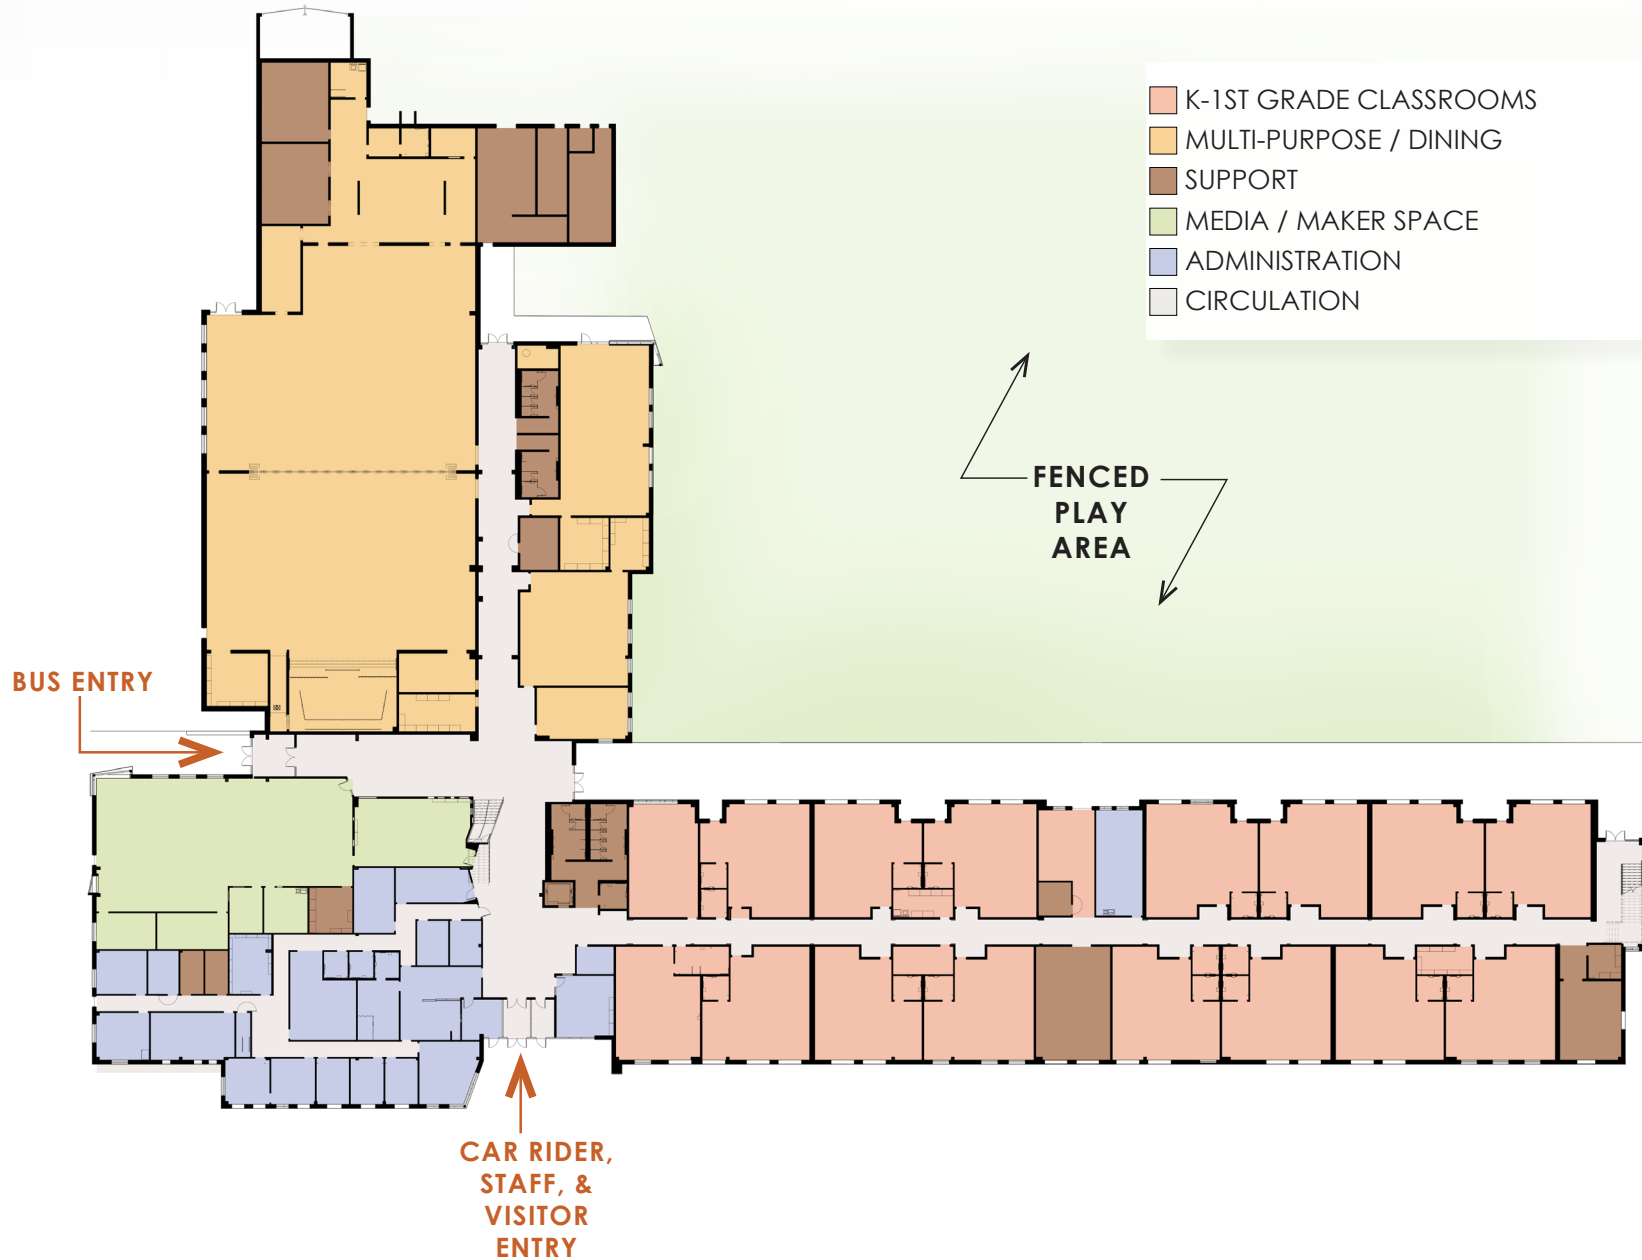 K-1ST GRADE CLASSROOMS
MULTI-PURPOSE / DINING
SUPPORT
MEDIA / MAKER SPACE
ADMINISTRATION
CIRCULATION
FENCED
PLAY
AREA
BUS ENTRY
CAR RIDER,
STAFF, &
VISITOR
ENTRY